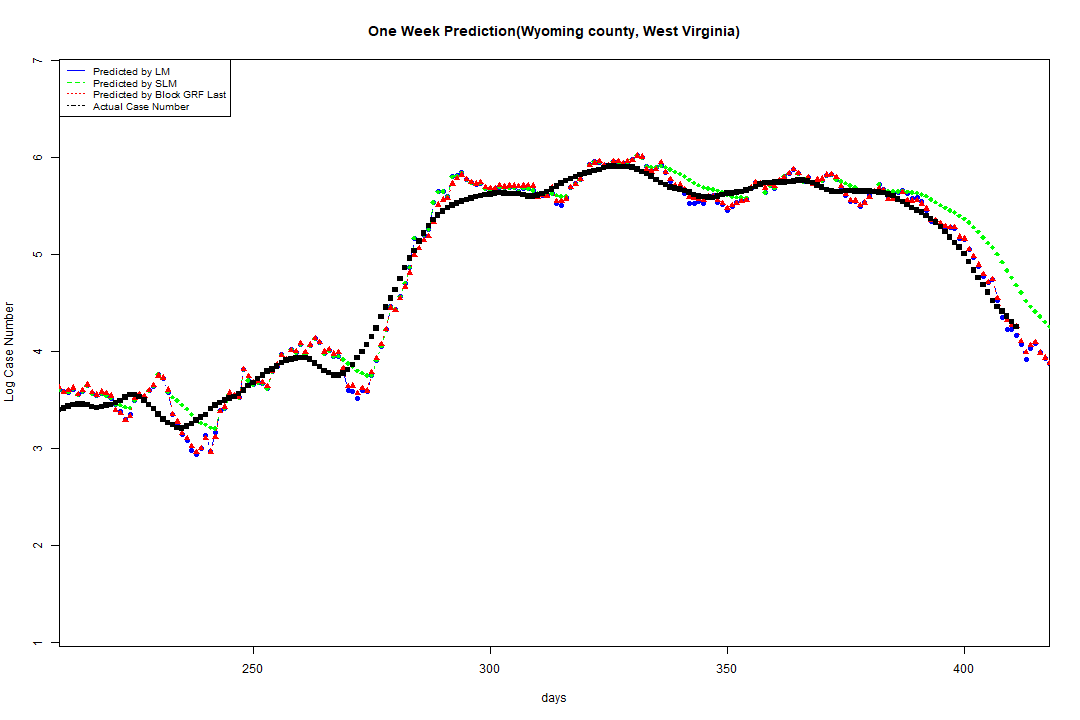 One Week Prediction(Wyoming county, West Virginia)
Predicted by LM
Predicted by SLM
Predicted by Block GRF Last
Actual Case Number
7
6
5
4
3
2
1
Log Case Number
250 300 350 400
days